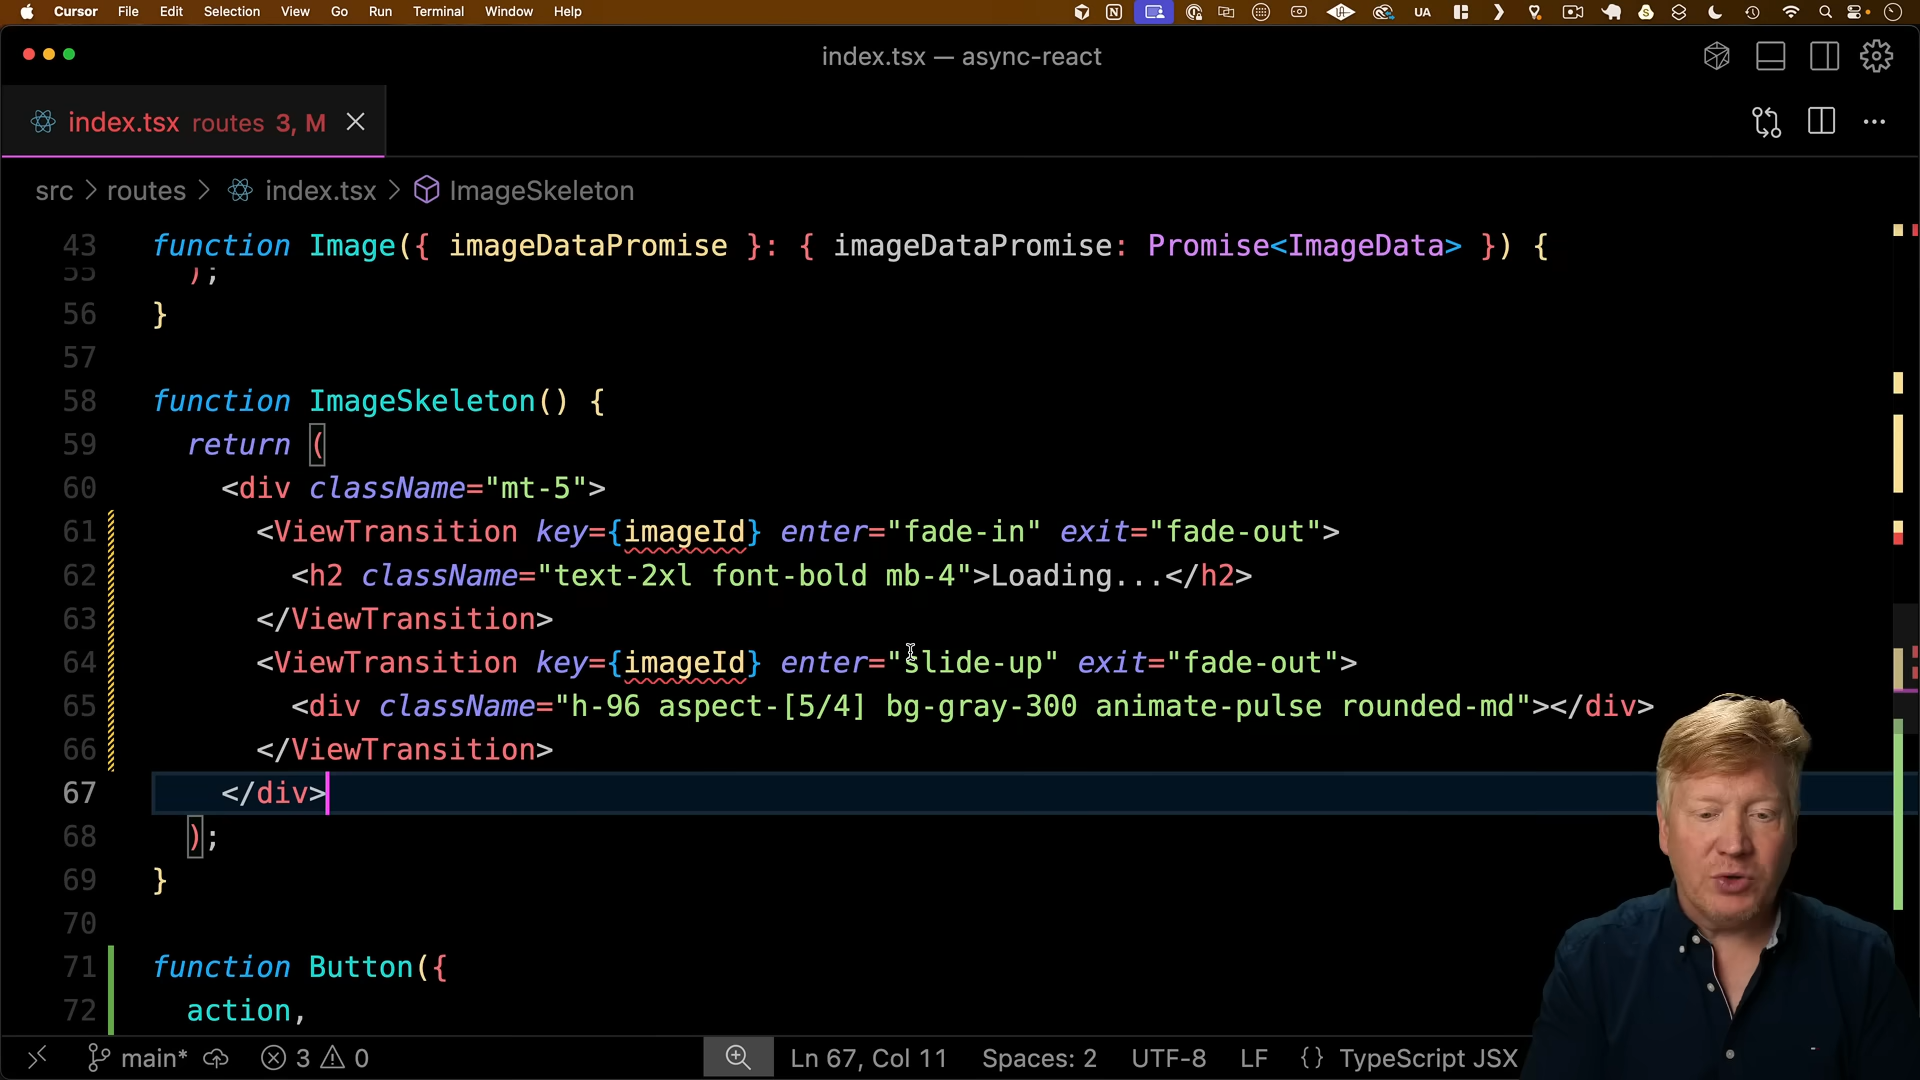 Cursor File Edit Selection View Go Run Terminal Window Help UA
index.tsx — async-react
index.tsx routes 3, M
src > routes > index.tsx > ImageSkeleton
43 function Image({ imageDataPromise }: { imageDataPromise: Promise<ImageData> }) {
55 );
56 }
57
58 function ImageSkeleton() {
59 return (
60 <div className="mt-5">
61 <ViewTransition key={imageId} enter="fade-in" exit="fade-out">
62 <h2 className="text-2xl font-bold mb-4">Loading...</h2>
63 </ViewTransition>
64 <ViewTransition key={imageId} enter="slide-up" exit="fade-out">
65 <div className="h-96 aspect-[5/4] bg-gray-300 animate-pulse rounded-md"></div>
66 </ViewTransition>
67 </div>
68 );
69 }
70
71 function Button({
72 action,
main* 3 0 Ln 67, Col 11 Spaces: 2 UTF-8 LF {} TypeScript JSX